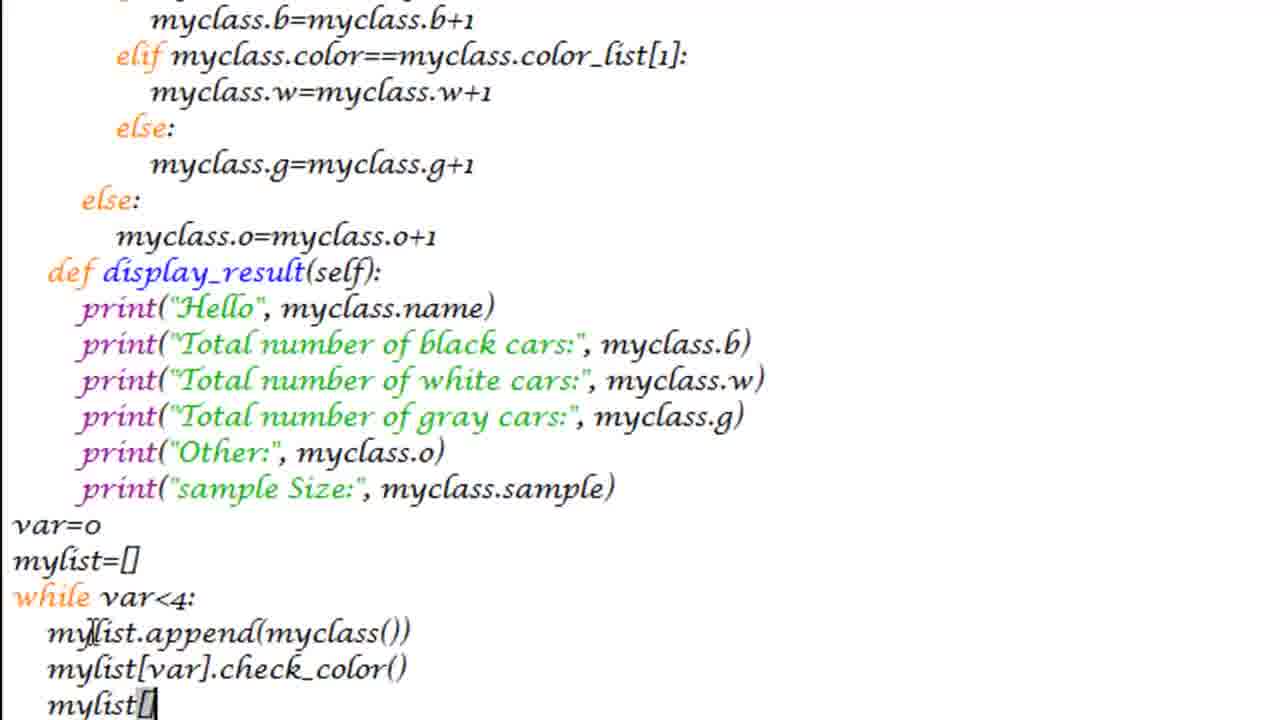 myclass.b=myclass.b+1
elif myclass.color==myclass.color_list[1]:
myclass.w=myclass.w+1
else:
myclass.g=myclass.g+1
else:
myclass.o=myclass.o+1
def display_result(self):
print("Hello", myclass.name)
print("Total number of black cars:", myclass.b)
print("Total number of white cars:", myclass.w)
print("Total number of gray cars:", myclass.g)
print("Other:", myclass.o)
print("sample Size:", myclass.sample)
var=0
mylist=[]
while var<4:
mylist.append(myclass())
mylist[var].check_color()
mylist[]